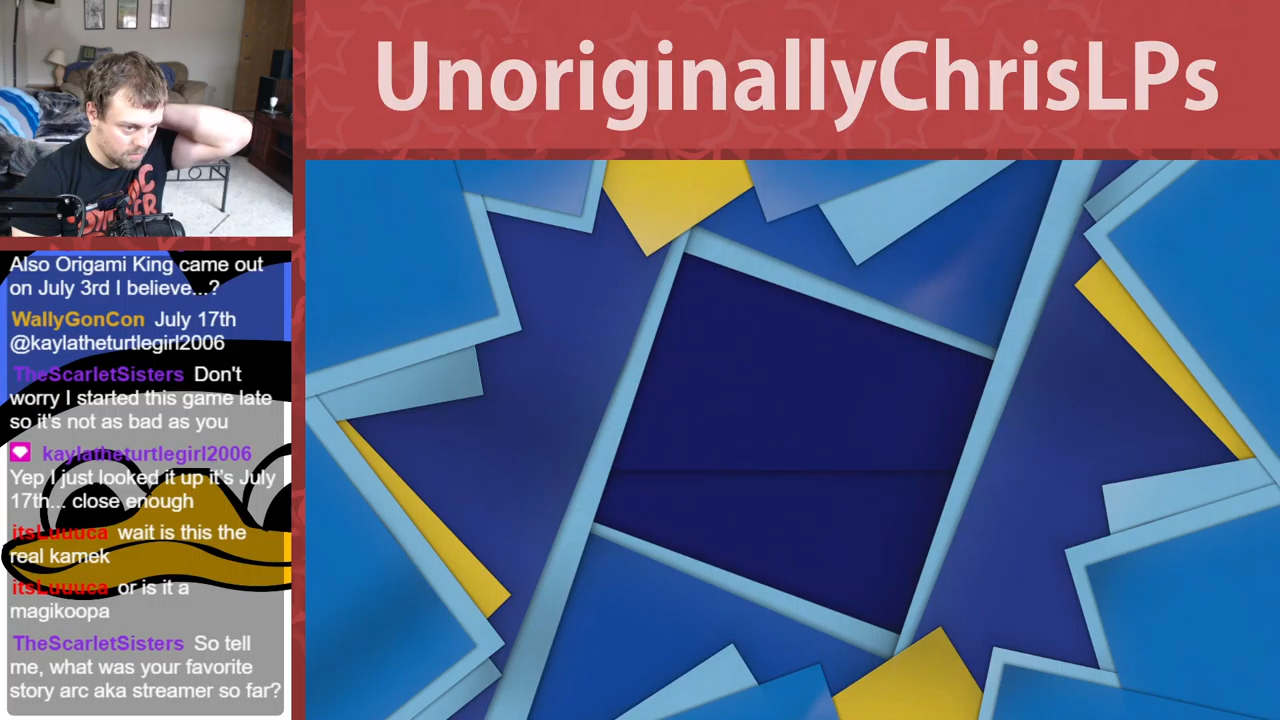 UnoriginallyChrisLPs
Also Origami King came out
on July 3rd I believe...?
WallyGonCon July 17th
@kaylatheturtlegirl2006
TheScarletSisters Don't
worry I started this game late
so it's not as bad as you
kaylatheturtlegirl2006
Yep I just looked it up it's July
17th... close enough
itsLuuuca wait is this the
real kamek
itsLuuuca or is it a
magikoopa
TheScarletSisters So tell
me, what was your favorite
story arc aka streamer so far?